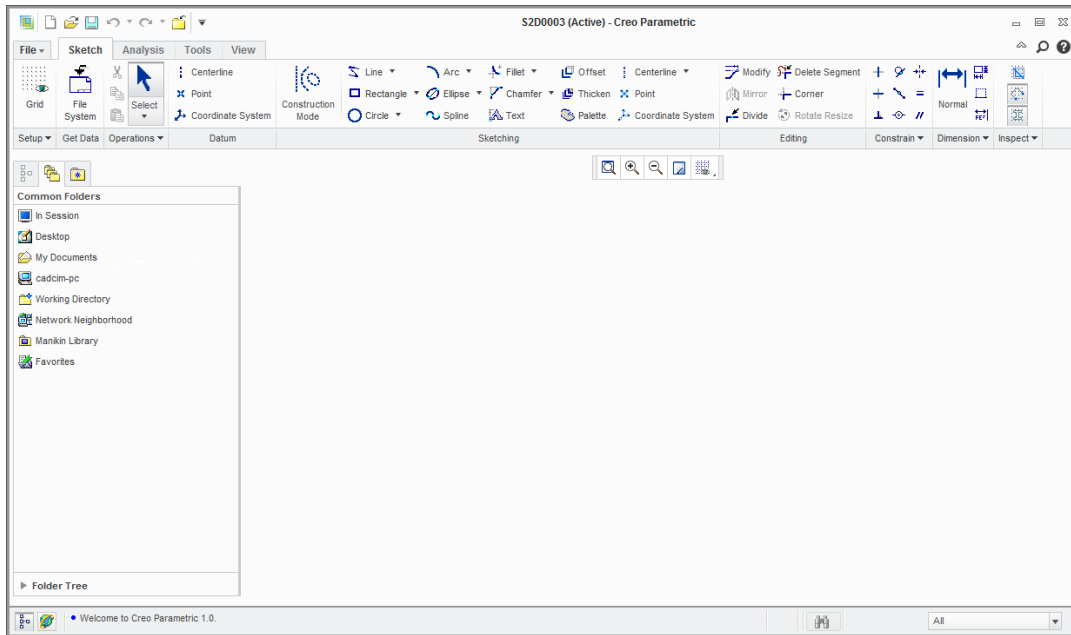 S2D0003 (Active) - Creo Parametric
File Sketch Analysis Tools View
Grid
File System
Select
Centerline
Point
Coordinate System
Construction Mode
Line Arc Fillet Offset Centerline
Rectangle Ellipse Chamfer Thicken Point
Circle Spline Text Palette Coordinate System
Modify Delete Segment
Mirror Corner
Divide Rotate Resize
Normal
REF
Setup Get Data Operations Datum Sketching Editing Constrain Dimension Inspect
Common Folders
In Session
Desktop
My Documents
cadcim-pc
Working Directory
Network Neighborhood
Manikin Library
Favorites
Folder Tree
Welcome to Creo Parametric 1.0.
All